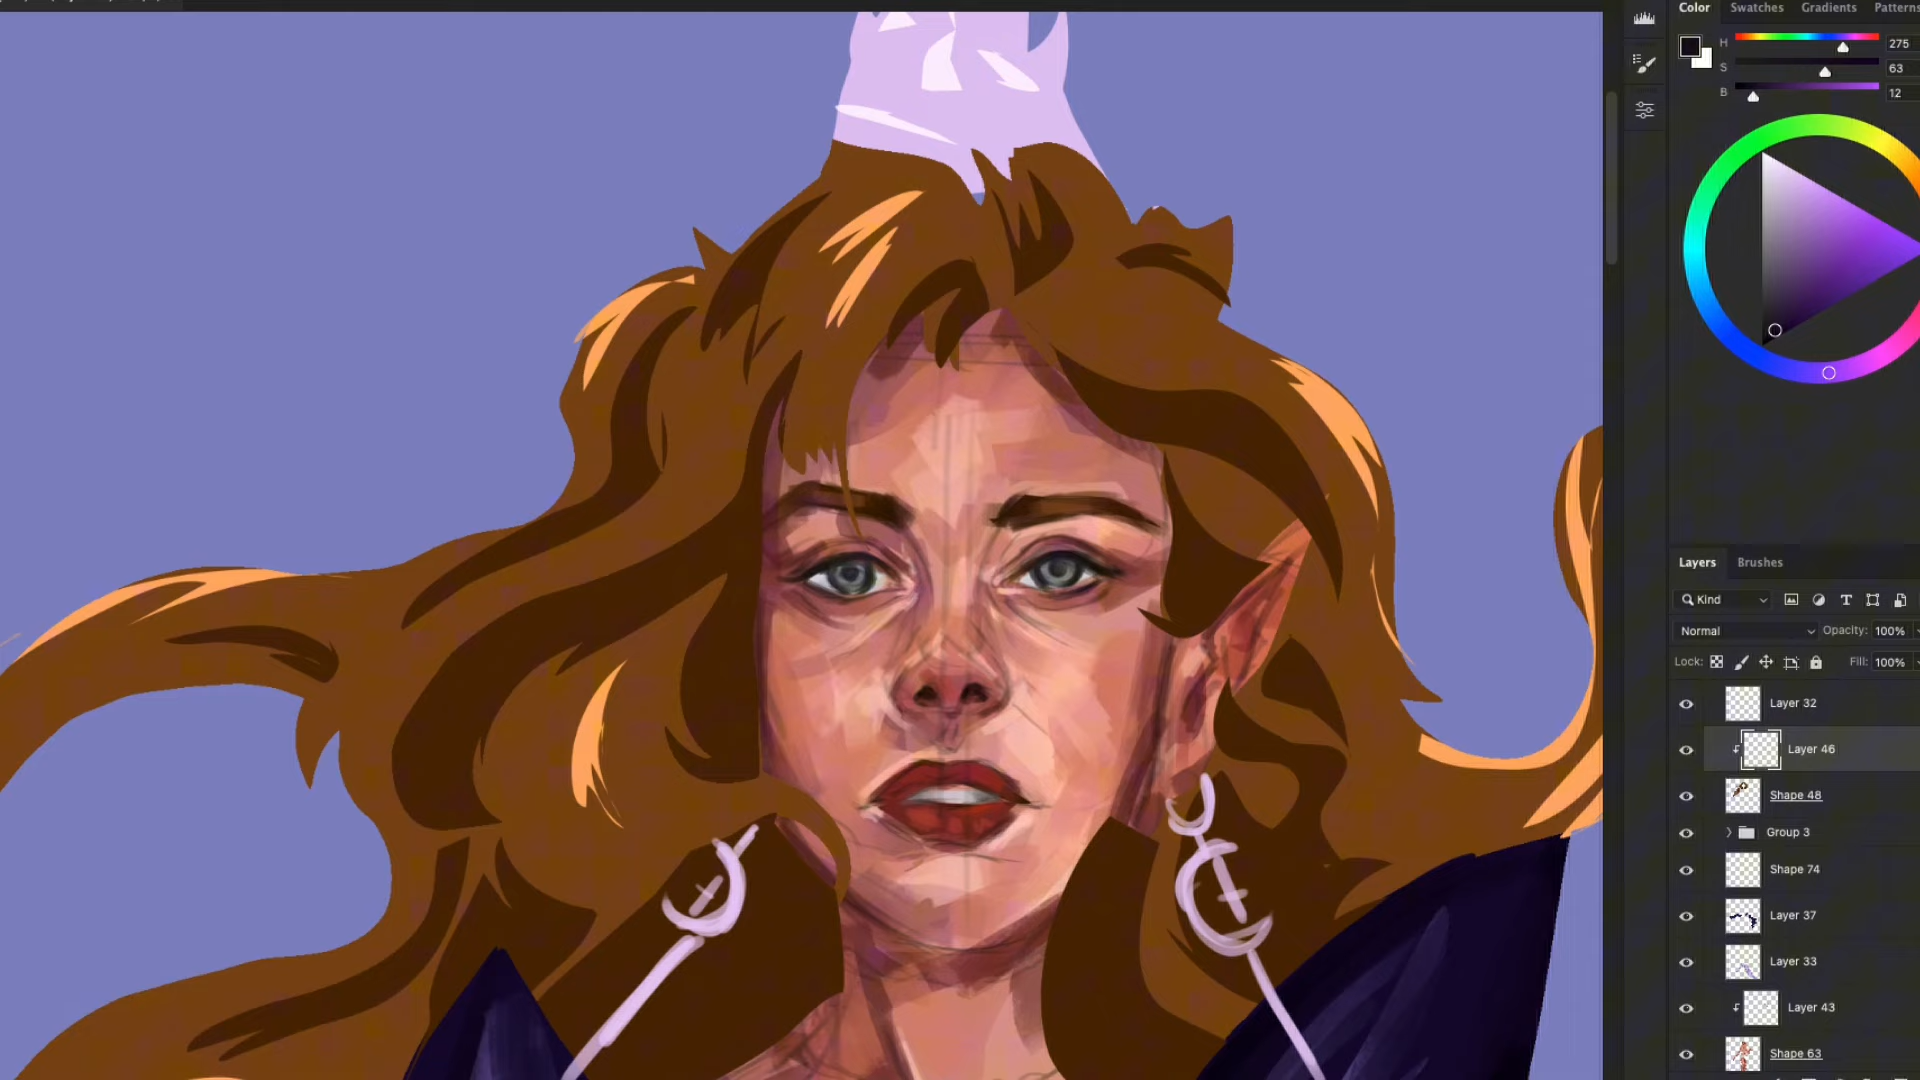 Color Swatches Gradients Patterns
H 275
S 63
B 12
Layers Brushes
Kind
Normal Opacity: 100%
Lock: Fill: 100%
Layer 32
Layer 46
Shape 48
Group 3
Shape 74
Layer 37
Layer 33
Layer 43
Shape 63